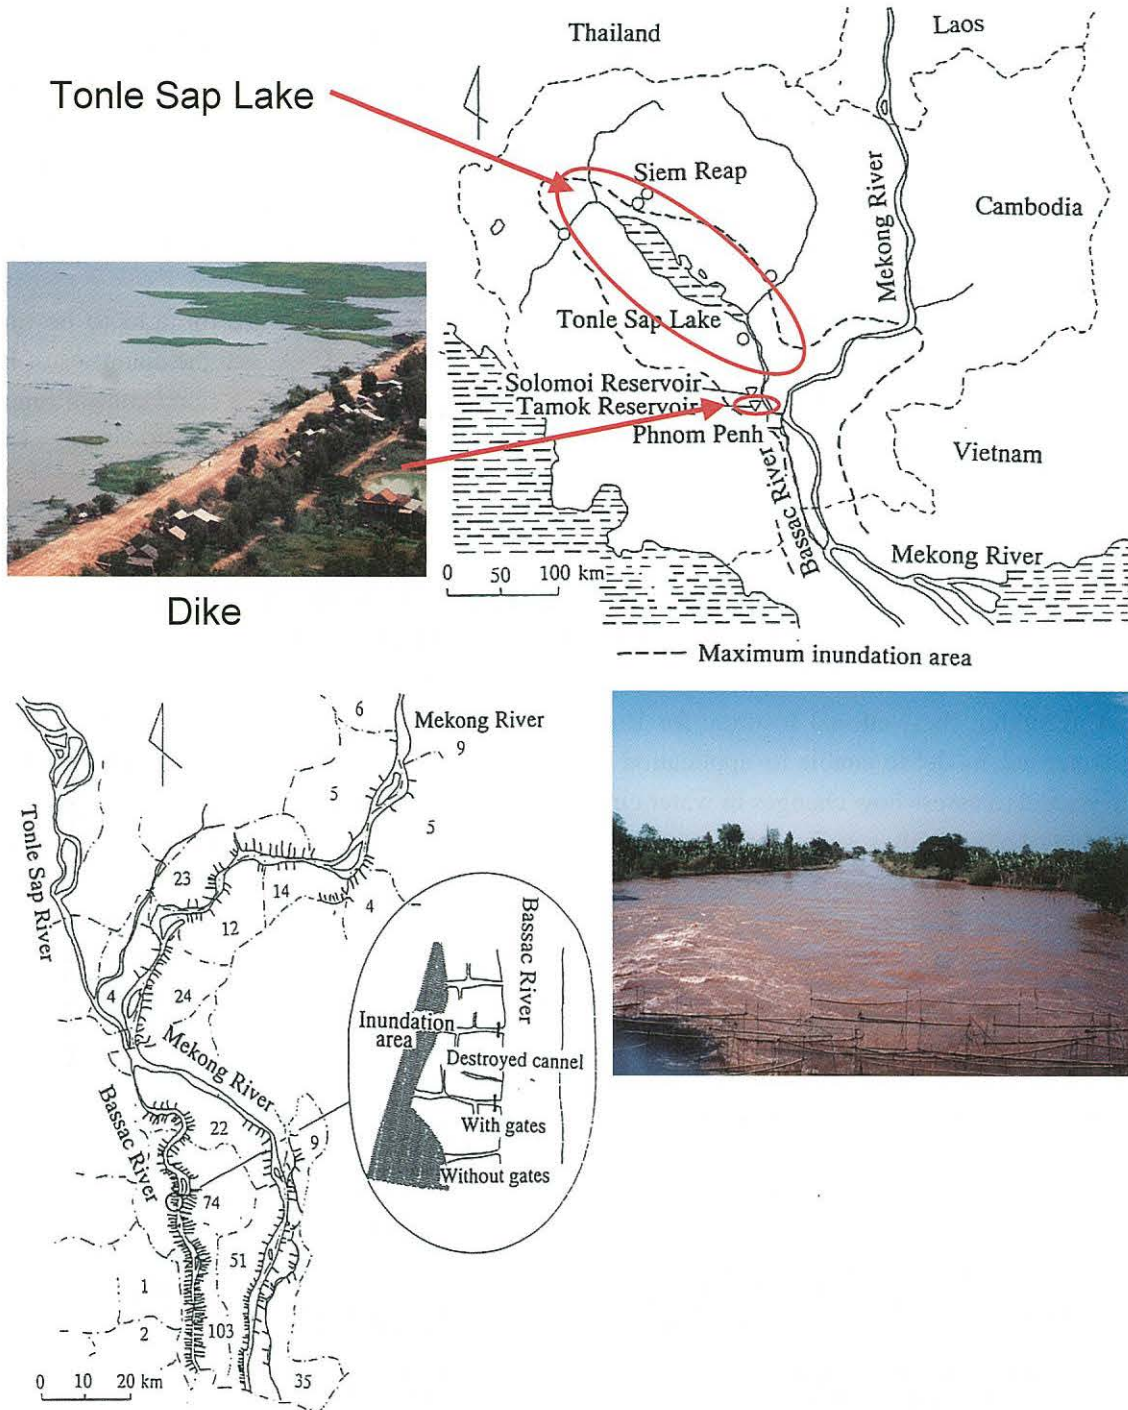 Thailand
Laos
Tonle Sap Lake
Siem Reap
Mekong River
Cambodia
Tonle Sap Lake
Solomoi Reservoir
Tamok Reservoir
Phnom Penh
Bassac River
Vietnam
Mekong River
0 50 100 km
Dike
Maximum inundation area
6
Mekong River
9
5
5
Tonle Sap River
23
14
4
12
4
24
Bassac River
Inundation
area
Destroyed cannel
With gates
Without gates
Mekong River
Bassac River
22
9
74
51
1
2
103
35
0 10 20 km